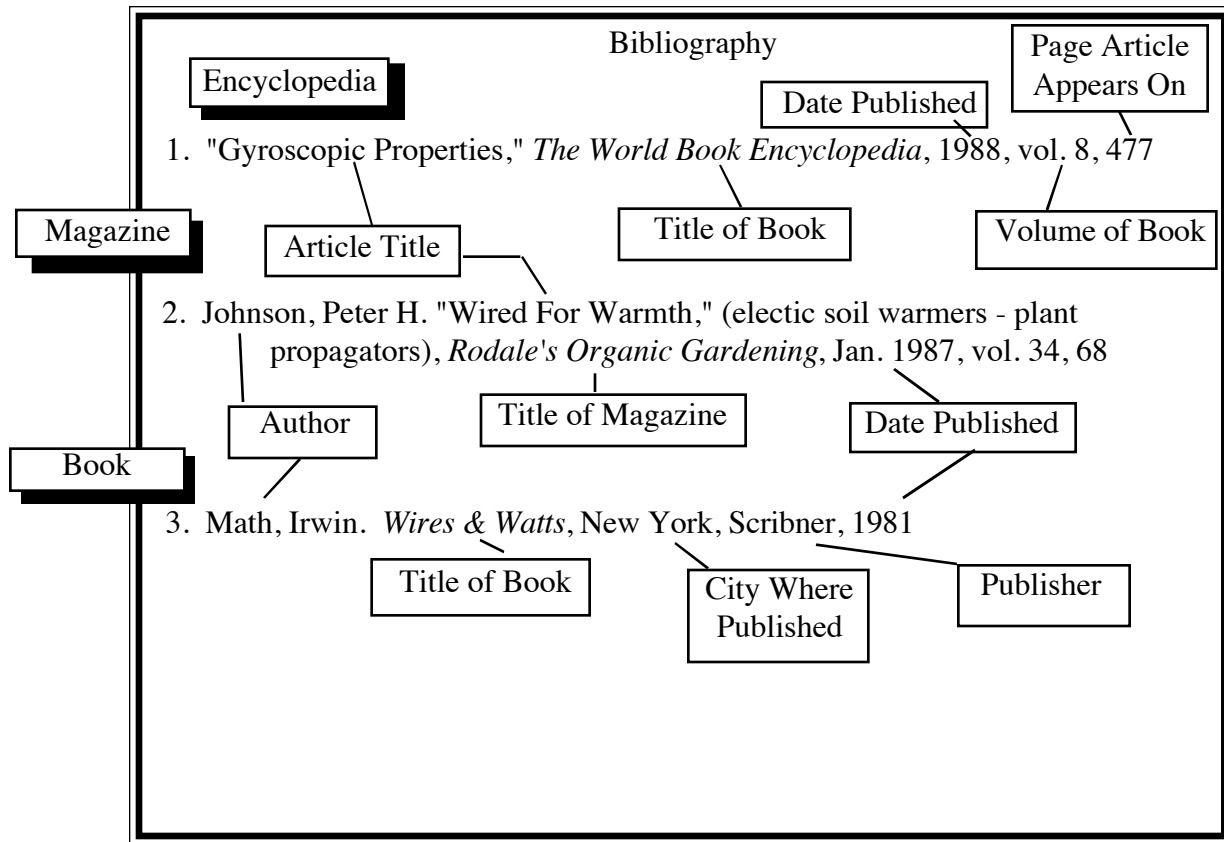 Bibliography
Page Article
Appears On
Encyclopedia
Date Published
1. "Gyroscopic Properties," The World Book Encyclopedia, 1988, vol. 8, 477
Magazine
Article Title
Title of Book
Volume of Book
2. Johnson, Peter H. "Wired For Warmth," (electic soil warmers - plant
propagators), Rodale's Organic Gardening, Jan. 1987, vol. 34, 68
Author
Title of Magazine
Date Published
Book
3. Math, Irwin. Wires & Watts, New York, Scribner, 1981
Title of Book
City Where
Published
Publisher